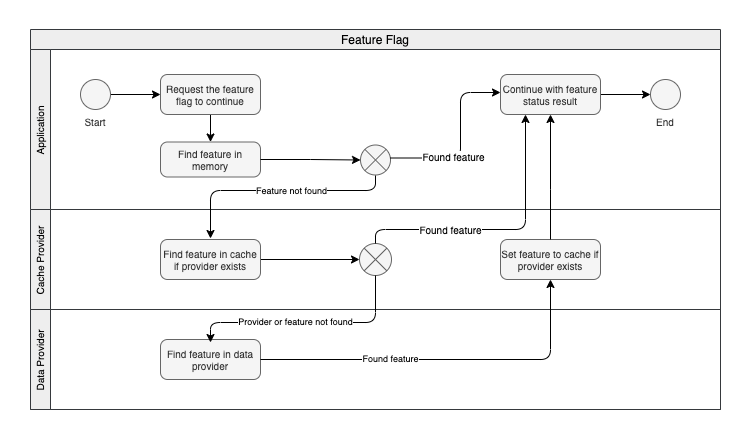 Feature Flag
Application
Start
Request the feature
flag to continue
Continue with feature
status result
End
Find feature in
memory
Found feature
Feature not found
Cache Provider
Find feature in cache
if provider exists
Found feature
Set feature to cache if
provider exists
Data Provider
Provider or feature not found
Find feature in data
provider
Found feature